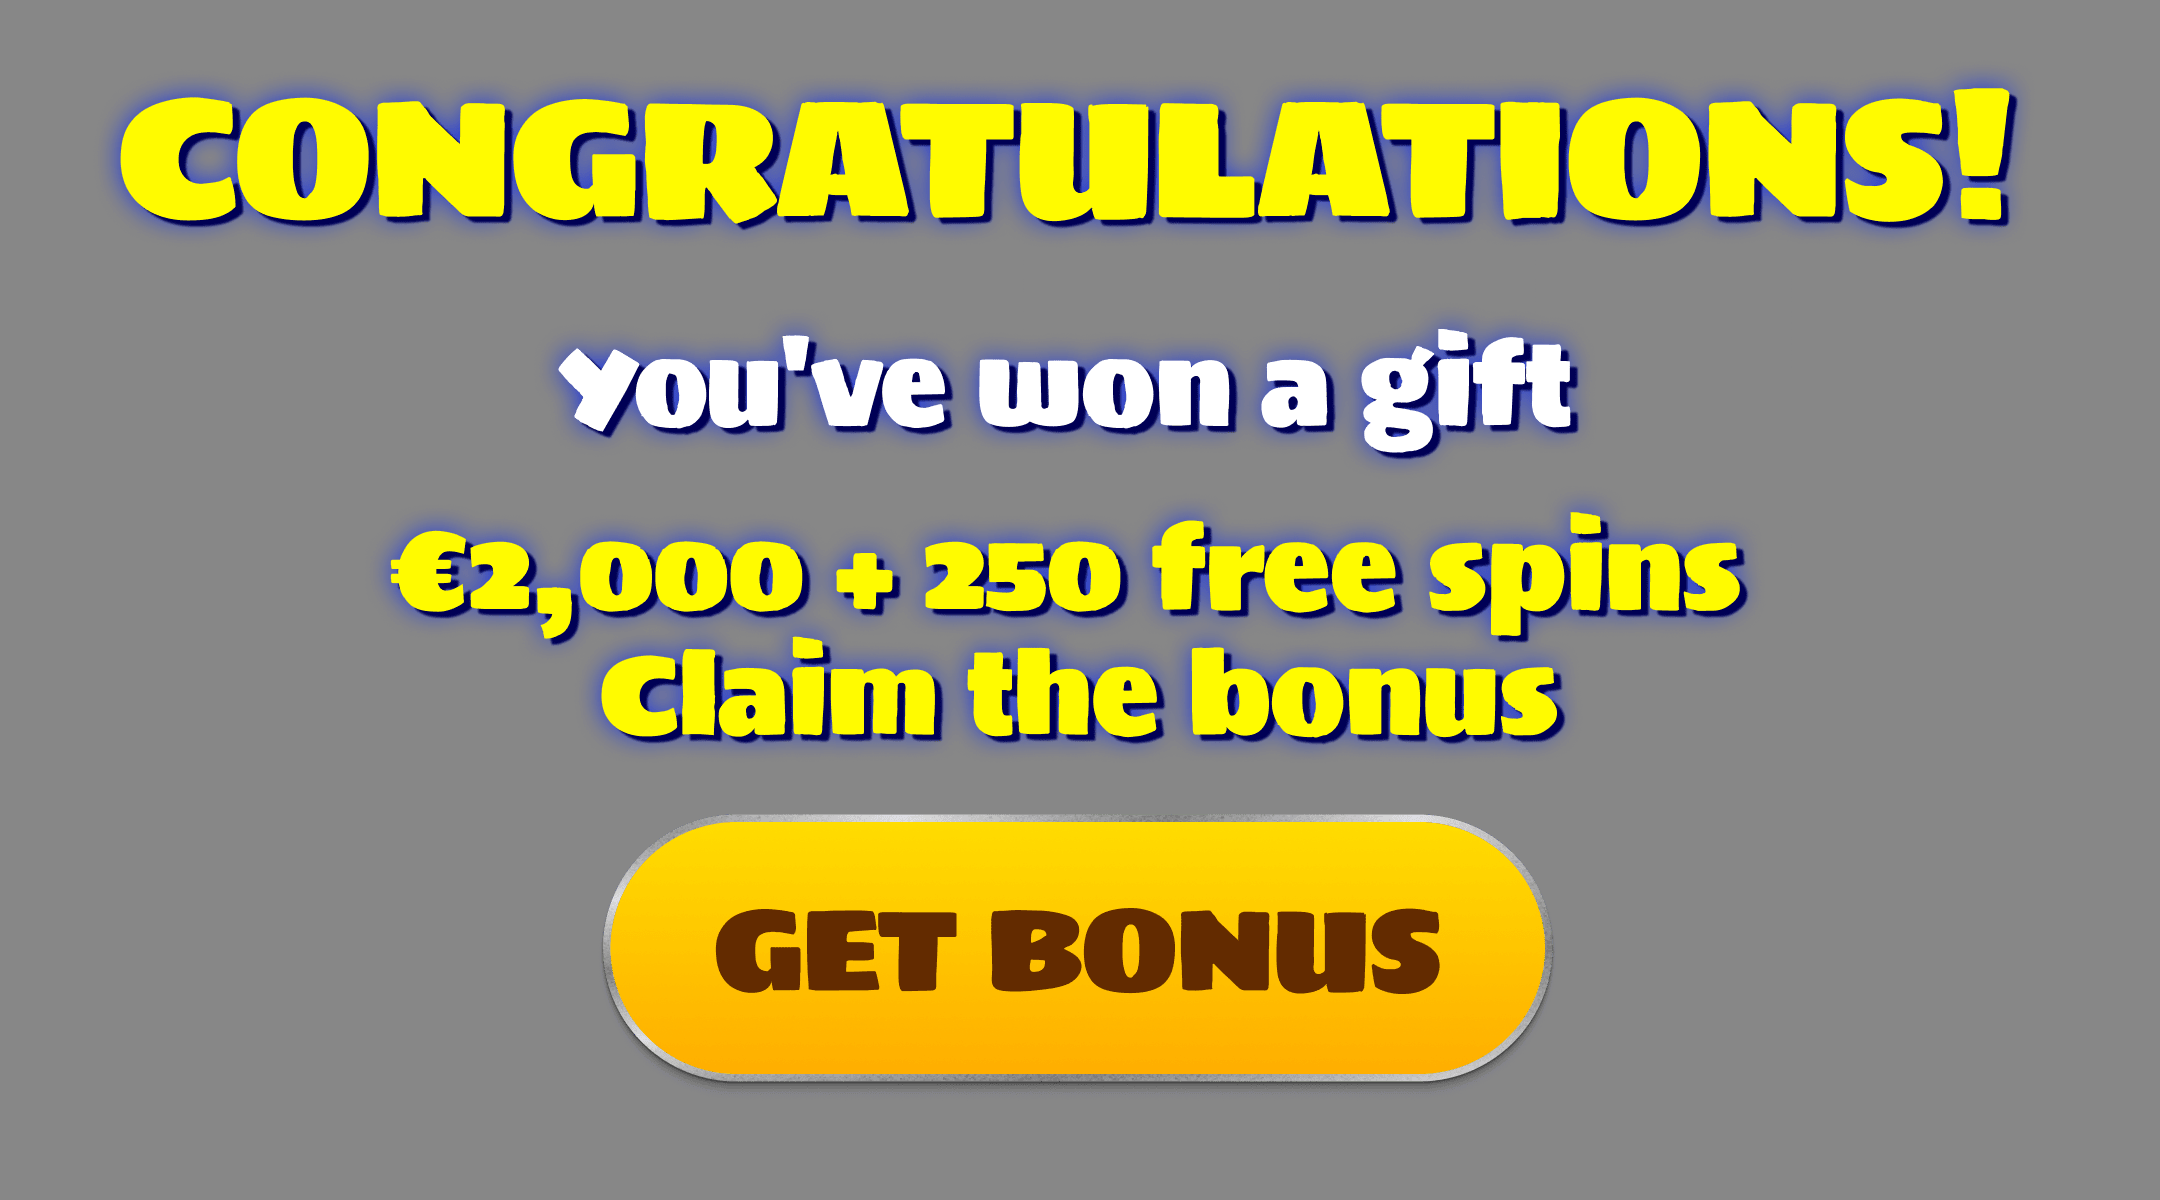 CONGRATULATIONS!
You've won a gift
€2,000 + 250 free spins
Claim the bonus
GET BONUS